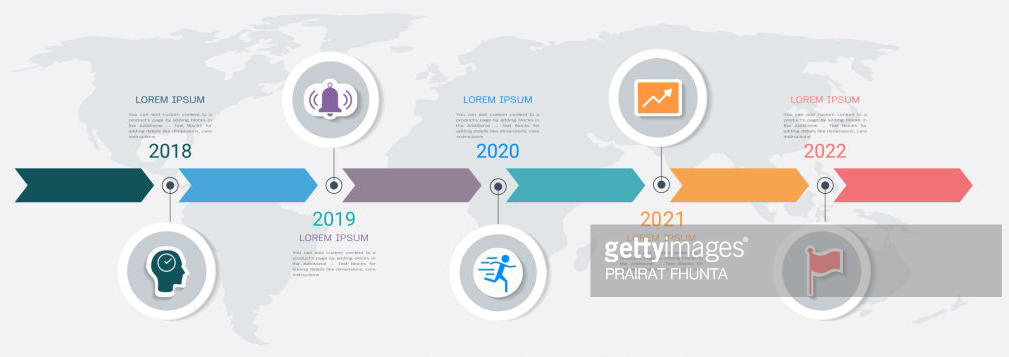 LOREM IPSUM
You can add custom content to a
product's page by adding blocks in
the Additional ... Text blocks for
adding details like dimensions, care
instructions
2018
2019
LOREM IPSUM
You can add custom content to a
product's page by adding blocks in
the Additional ... Text blocks for
adding details like dimensions, care
instructions
LOREM IPSUM
You can add custom content to a
product's page by adding blocks in
the Additional ... Text blocks for
adding details like dimensions, care
instructions
2020
2021
LOREM IPSUM
LOREM IPSUM
You can add custom content to a
product's page by adding blocks in
the Additional ... Text blocks for
adding details like dimensions, care
instructions
2022
gettyimages®
PRAIRAT FHUNTA